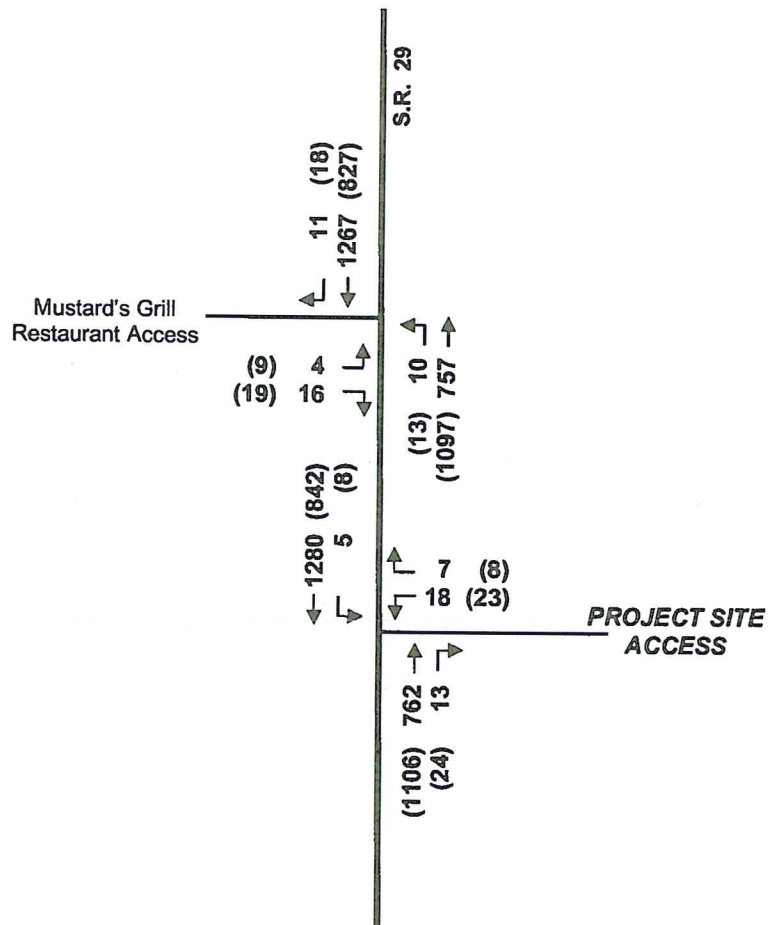 S.R. 29
11 (18)
1267 (827)
Mustard's Grill
Restaurant Access
(9) 4
(19) 16
(13) 10
(1097) 757
1280 (842)
5 (8)
7 (8)
18 (23)
PROJECT SITE
ACCESS
(1106) 762
(24) 13